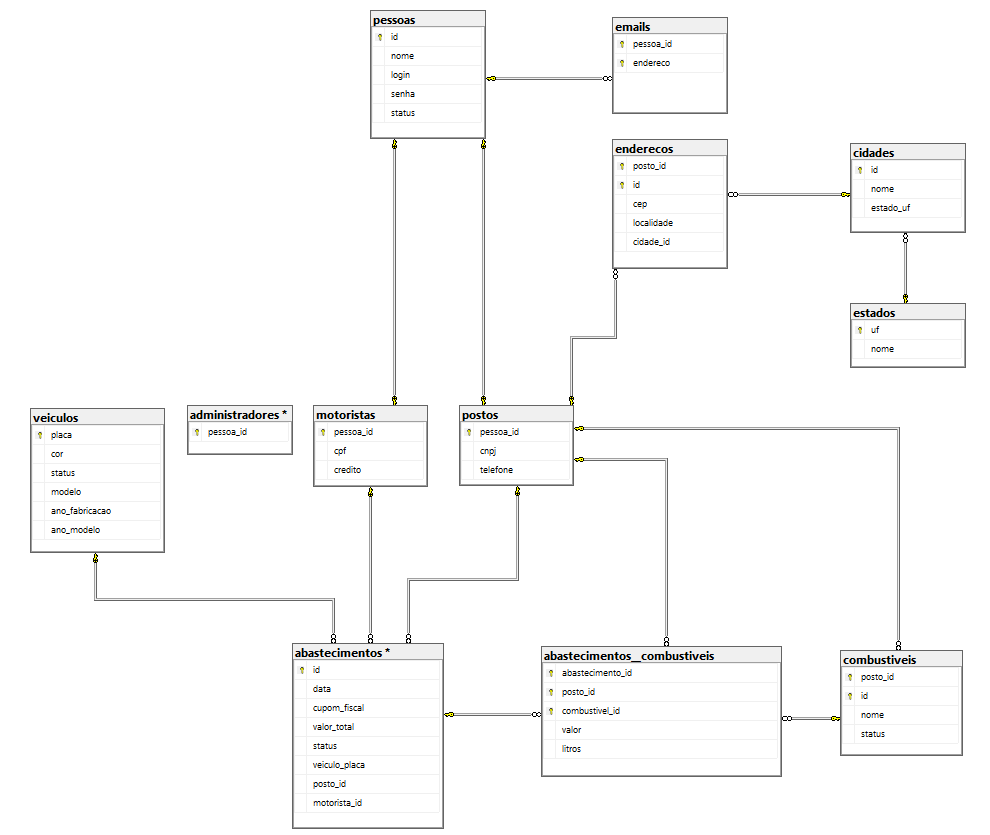 pessoas
id
nome
login
senha
status
emails
pessoa_id
endereco
enderecos
posto_id
id
cep
localidade
cidade_id
cidades
id
nome
estado_uf
estados
uf
nome
veiculos
placa
cor
status
modelo
ano_fabricacao
ano_modelo
administradores *
pessoa_id
motoristas
pessoa_id
cpf
credito
postos
pessoa_id
cnpj
telefone
abastecimentos *
id
data
cupom_fiscal
valor_total
status
veiculo_placa
posto_id
motorista_id
abastecimentos__combustiveis
abastecimento_id
posto_id
combustivel_id
valor
litros
combustiveis
posto_id
id
nome
status